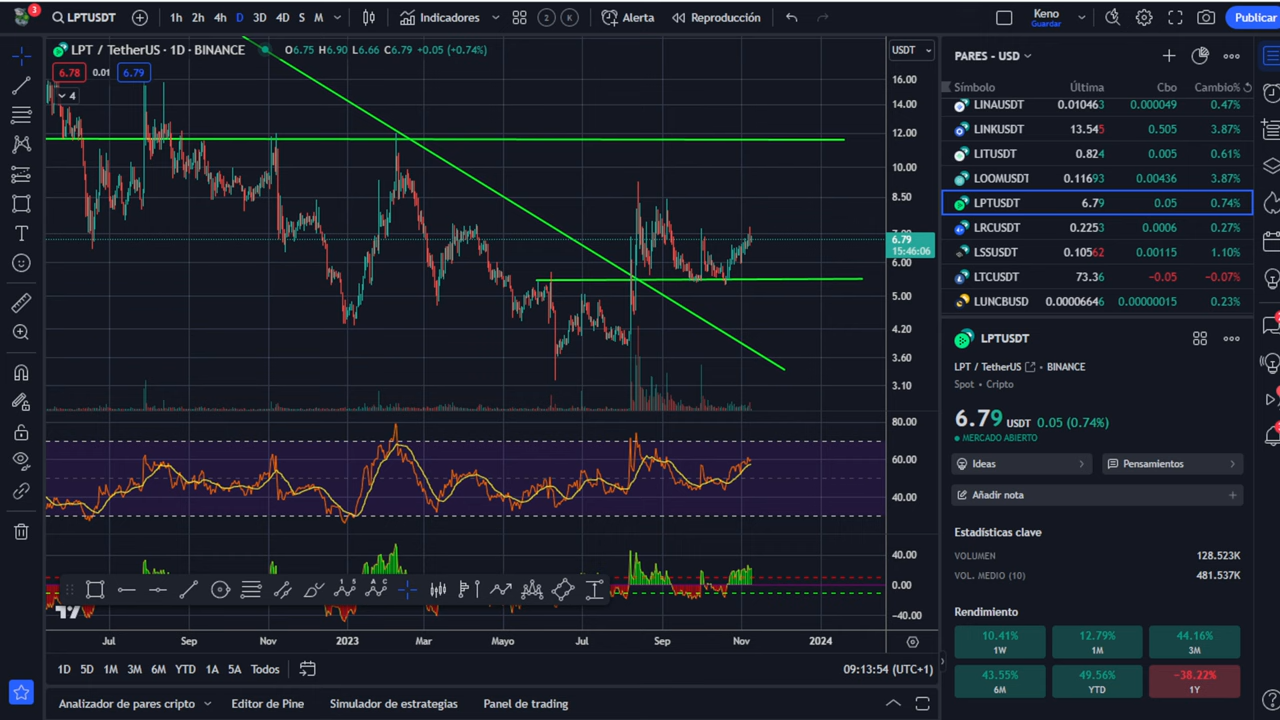 3
LPTUSDT
1h 2h 4h D 3D 4D S M
Indicadores
2 K
Alerta
Reproducción
Keno
Guardar
Publicar
LPT / TetherUS · 1D · BINANCE O6.75 H6.90 L6.66 C6.79 +0.05 (+0.74%)
6.78 0.01 6.79
4
USDT
16.00
14.00
12.00
10.00
8.50
7.00
6.79
15:46:06
6.00
5.00
4.20
3.60
3.10
80.00
60.00
40.00
40.00
0.00
−40.00
Jul Sep Nov 2023 Mar Mayo Jul Sep Nov 2024
1D 5D 1M 3M 6M YTD 1A 5A Todos
09:13:54 (UTC+1)
Analizador de pares cripto Editor de Pine Simulador de estrategias Panel de trading
PARES - USD
Símbolo Última Cbo Cambio%
LINAUSDT 0.010463 0.000049 0.47%
LINKUSDT 13.545 0.505 3.87%
LITUSDT 0.824 0.005 0.61%
LOOMUSDT 0.11693 0.00436 3.87%
LPTUSDT 6.79 0.05 0.74%
LRCUSDT 0.2253 0.0006 0.27%
LSSUSDT 0.10562 0.00115 1.10%
LTCUSDT 73.36 −0.05 −0.07%
LUNCBUSD 0.00006646 0.00000015 0.23%
LPTUSDT
LPT / TetherUS · BINANCE
Spot · Cripto
6.79 USDT 0.05 (0.74%)
MERCADO ABIERTO
Ideas
Pensamientos
Añadir nota
Estadísticas clave
VOLUMEN 128.523K
VOL. MEDIO (10) 481.537K
Rendimiento
10.41% 12.79% 44.16%
1W 1M 3M
43.55% 49.56% −38.22%
6M YTD 1Y